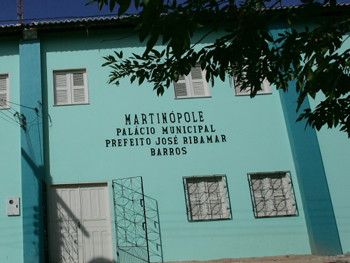 MARTINÓPOLE
PALÁCIO MUNICIPAL
PREFEITO JOSÉ RIBAMAR
BARROS